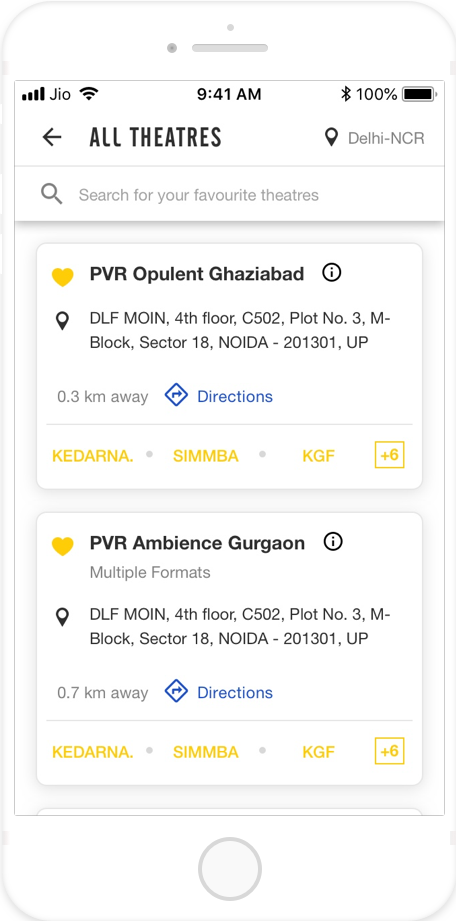 Jio 9:41 AM 100%
ALL THEATRES Delhi-NCR
Search for your favourite theatres
PVR Opulent Ghaziabad
DLF MOIN, 4th floor, C502, Plot No. 3, M-
Block, Sector 18, NOIDA - 201301, UP
0.3 km away Directions
KEDARNA. SIMMBA KGF +6
PVR Ambience Gurgaon
Multiple Formats
DLF MOIN, 4th floor, C502, Plot No. 3, M-
Block, Sector 18, NOIDA - 201301, UP
0.7 km away Directions
KEDARNA. SIMMBA KGF +6